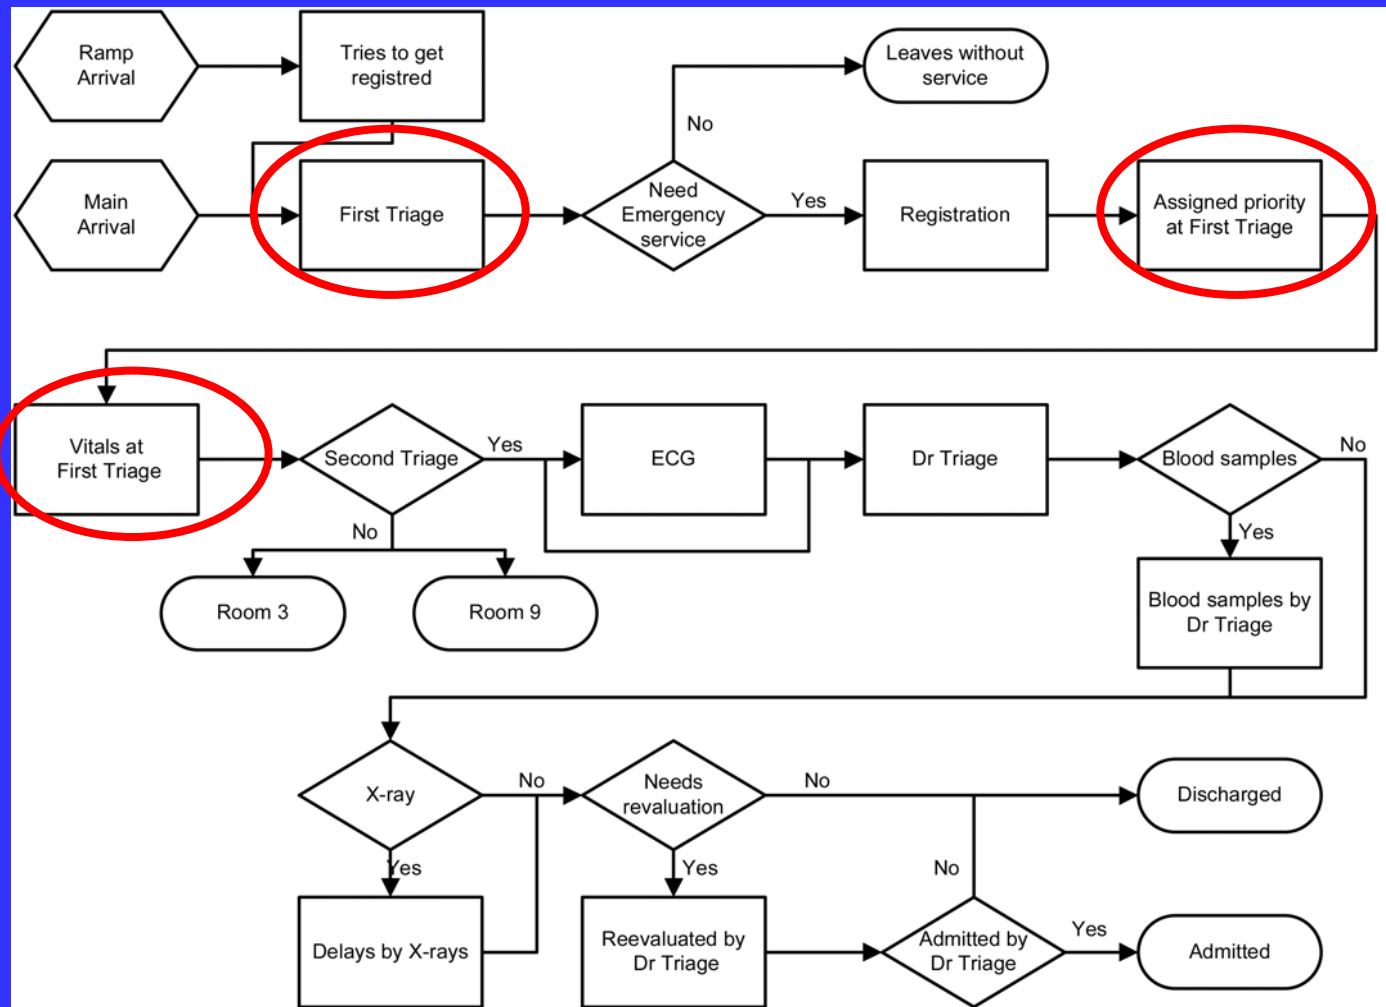 Ramp
Arrival
Tries to get
registred
Leaves without
service
No
Main
Arrival
First Triage
Need
Emergency
service
Yes
Registration
Assigned priority
at First Triage
Vitals at
First Triage
Second Triage
Yes
No
ECG
Dr Triage
Blood samples
No
Yes
Room 3
Room 9
Blood samples by
Dr Triage
X-ray
No
Yes
Needs
revaluation
No
Yes
Discharged
Delays by X-rays
Reevaluated by
Dr Triage
No
Admitted by
Dr Triage
Yes
Admitted